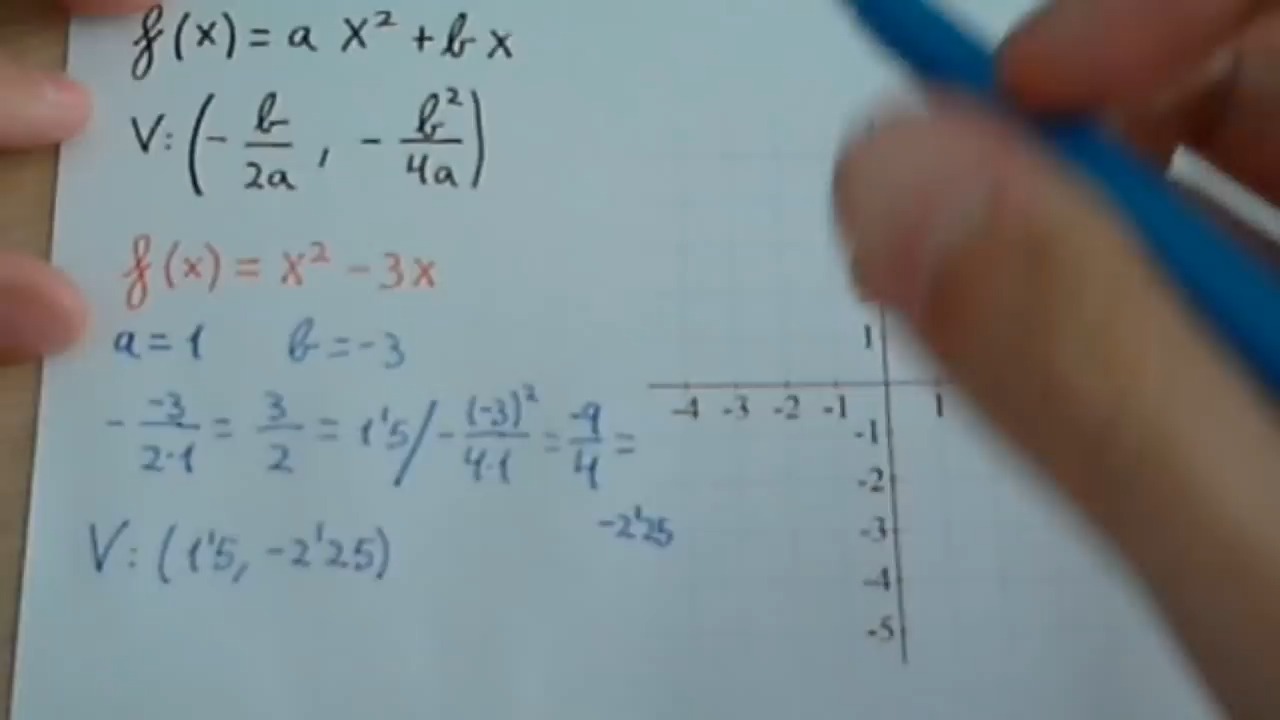 f(x) = a x² + b x
V: (- b/2a , - b²/4a)
f(x) = x² - 3x
a = 1 b = -3
- -3/2·1 = 3/2 = 1'5 / - (-3)²/4·1 = -9/4 =
-2'25
V: (1'5, -2'25)
1
-4 -3 -2 -1 1
-1
-2
-3
-4
-5